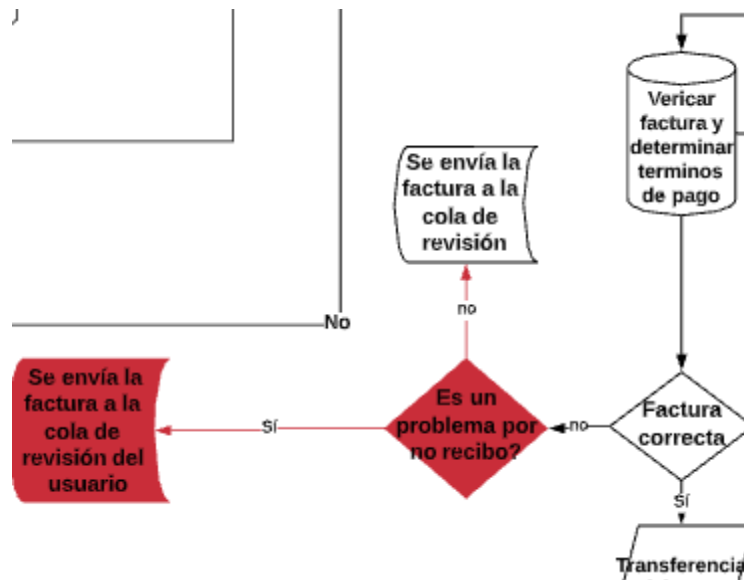 Vericar
factura y
determinar
terminos
de pago
Se envía la
factura a la
cola de
revisión
no
No
Se envía la
factura a la
cola de
revisión del
usuario
Sí
Es un
problema por
no recibo?
no
Factura
correcta
Sí
Transferencia